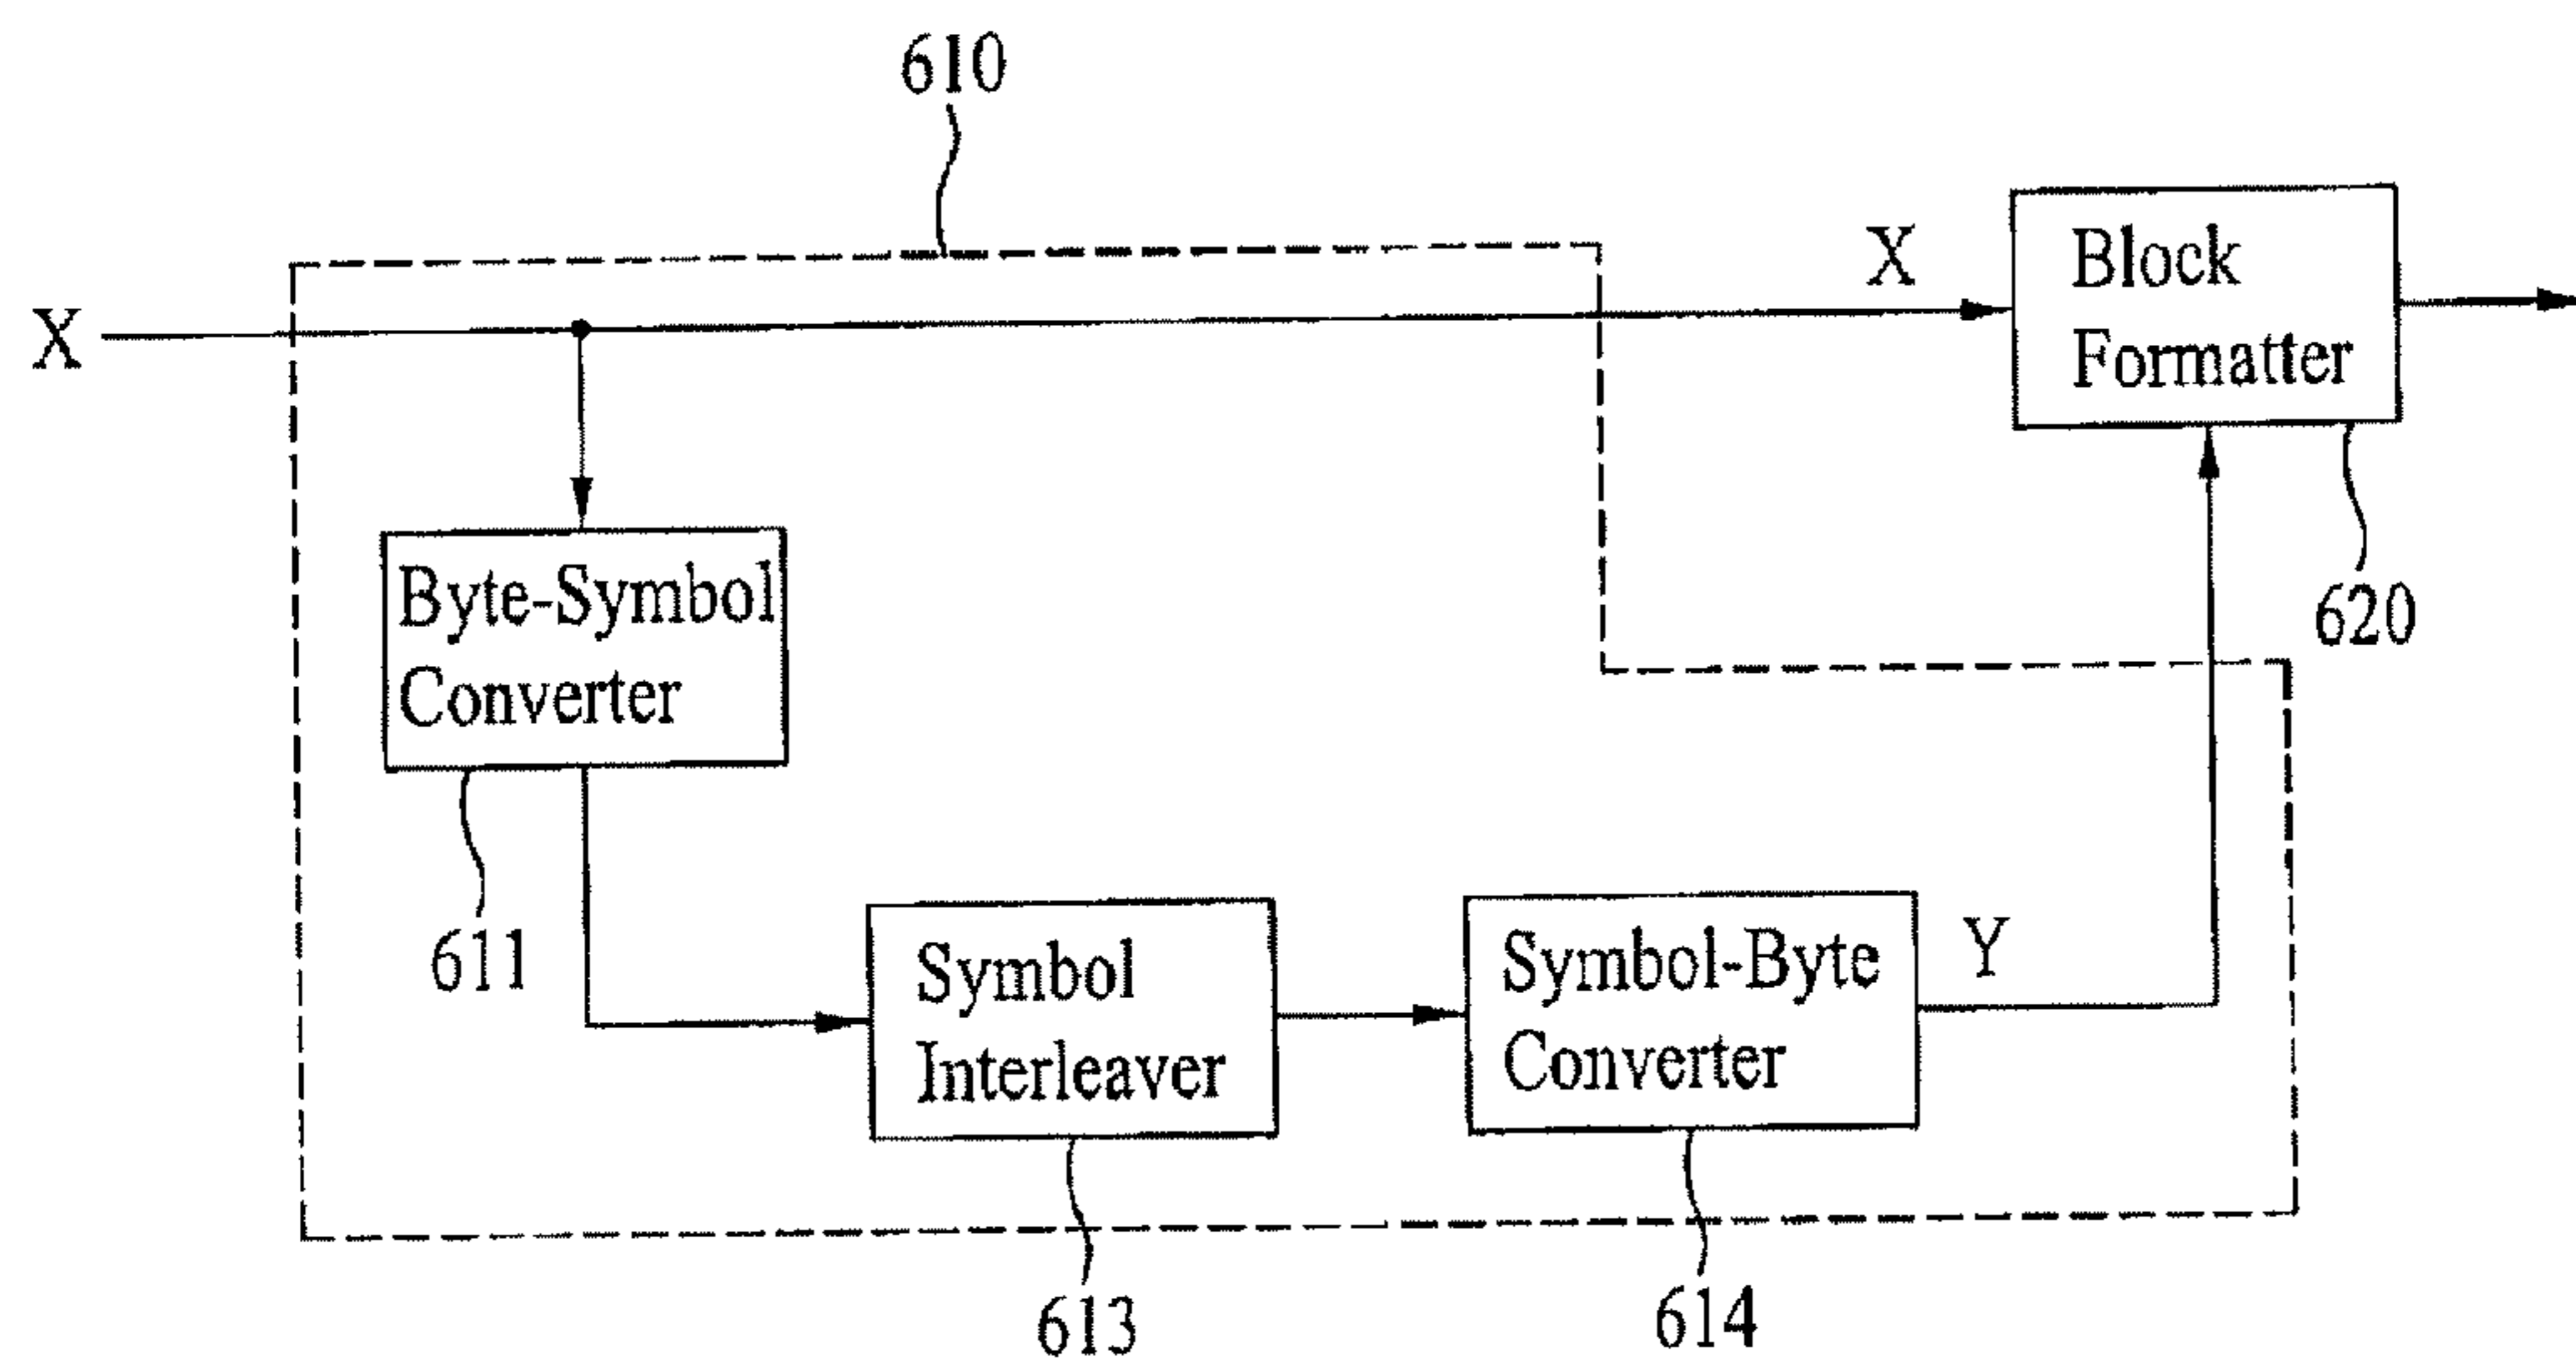 610
X
X
Block
Formatter
620
Byte-Symbol
Converter
611
Symbol
Interleaver
613
Symbol-Byte
Converter
614
Y